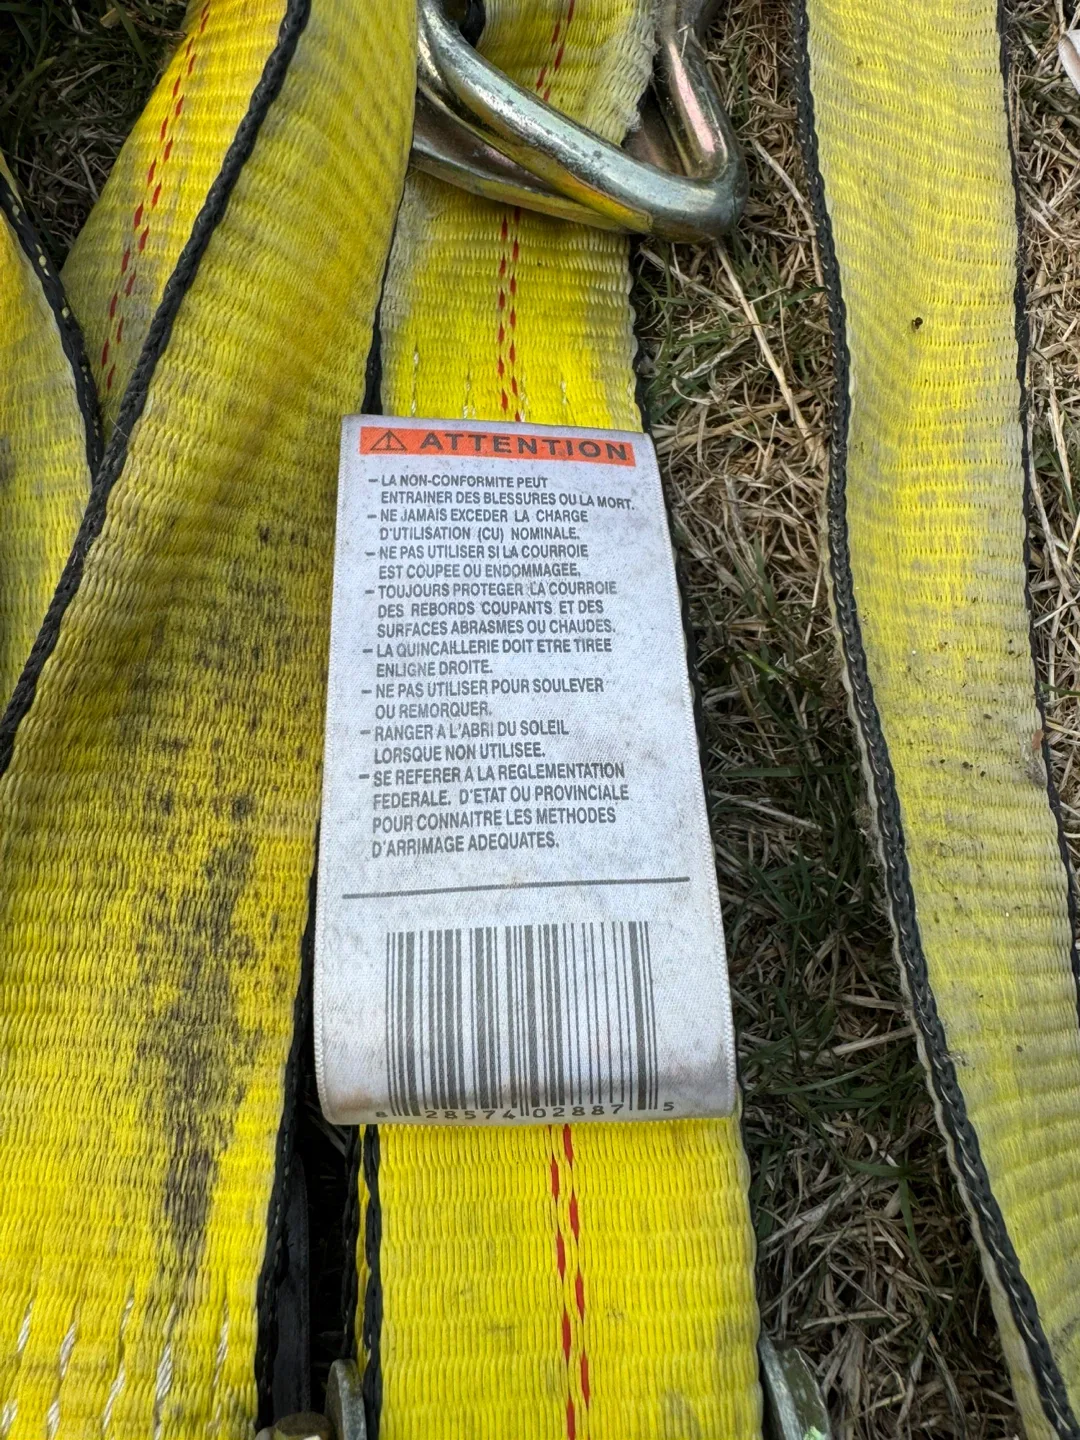 ⚠ ATTENTION
– LA NON-CONFORMITE PEUT
ENTRAINER DES BLESSURES OU LA MORT.
– NE JAMAIS EXCEDER LA CHARGE
D'UTILISATION (CU) NOMINALE.
– NE PAS UTILISER SI LA COURROIE
EST COUPEE OU ENDOMMAGEE.
– TOUJOURS PROTEGER LA COURROIE
DES REBORDS COUPANTS ET DES
SURFACES ABRASMES OU CHAUDES.
– LA QUINCAILLERIE DOIT ETRE TIREE
ENLIGNE DROITE.
– NE PAS UTILISER POUR SOULEVER
OU REMORQUER.
– RANGER A L'ABRI DU SOLEIL
LORSQUE NON UTILISEE.
– SE REFERER A LA REGLEMENTATION
FEDERALE, D'ETAT OU PROVINCIALE
POUR CONNAITRE LES METHODES
D'ARRIMAGE ADEQUATES.
8 28574 02887 5